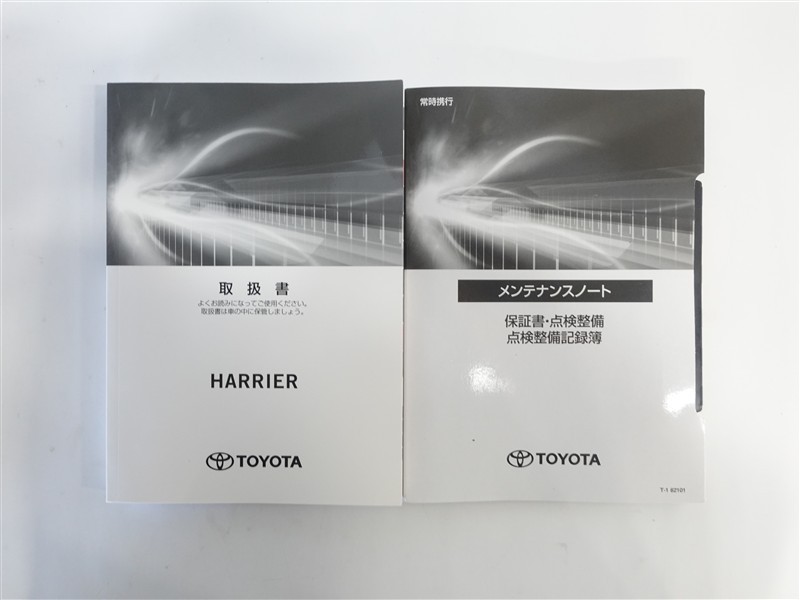 取扱書
よくお読みになってご使用ください。
取扱書は車の中に保管しましょう。
HARRIER
TOYOTA
常時携行
メンテナンスノート
保証書・点検整備
点検整備記録簿
TOYOTA
T-1 62101